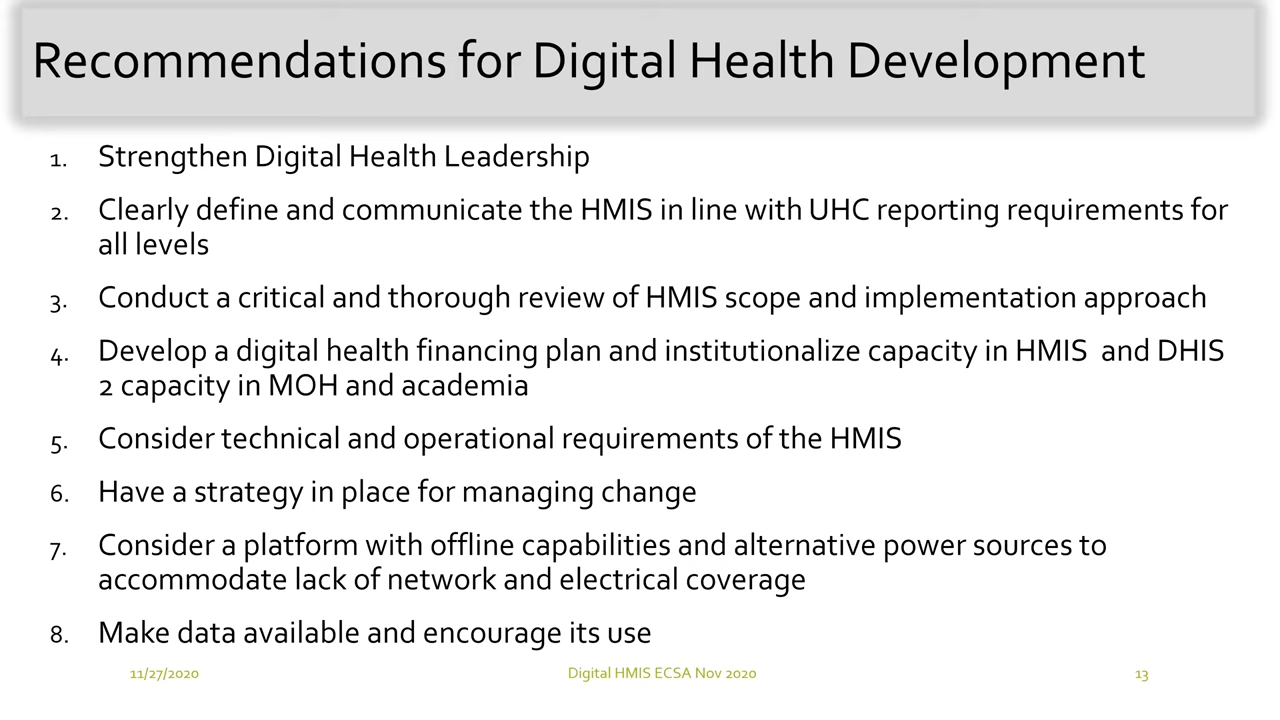 Recommendations for Digital Health Development
1. Strengthen Digital Health Leadership
2. Clearly define and communicate the HMIS in line with UHC reporting requirements for
all levels
3. Conduct a critical and thorough review of HMIS scope and implementation approach
4. Develop a digital health financing plan and institutionalize capacity in HMIS and DHIS
2 capacity in MOH and academia
5. Consider technical and operational requirements of the HMIS
6. Have a strategy in place for managing change
7. Consider a platform with offline capabilities and alternative power sources to
accommodate lack of network and electrical coverage
8. Make data available and encourage its use
11/27/2020 Digital HMIS ECSA Nov 2020 13